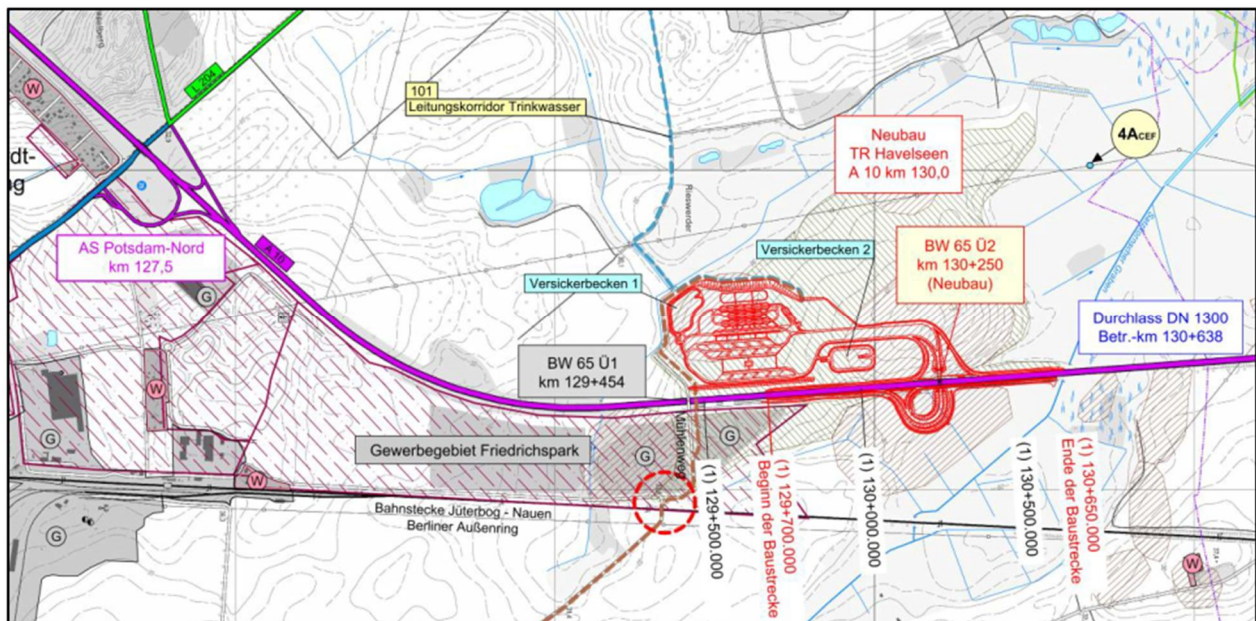 L 204
W
101
Leitungskorridor Trinkwasser
Neubau
TR Havelseen
A 10 km 130,0
4ACEF
dt-
g
AS Potsdam-Nord
km 127,5
A 10
Rieswerder
Versickerbecken 2
Versickerbecken 1
BW 65 Ü2
km 130+250
(Neubau)
G
BW 65 Ü1
km 129+454
Durchlass DN 1300
Betr.-km 130+638
W
G
Gewerbegebiet Friedrichspark
G
Mühlenweg
G
W
G
Bahnstecke Jüterbog - Nauen
Berliner Außenring
(1) 129+500.000
(1) 129+700.000
Beginn der Baustrecke
(1) 130+000.000
(1) 130+500.000
(1) 130+650.000
Ende der Baustrecke
W